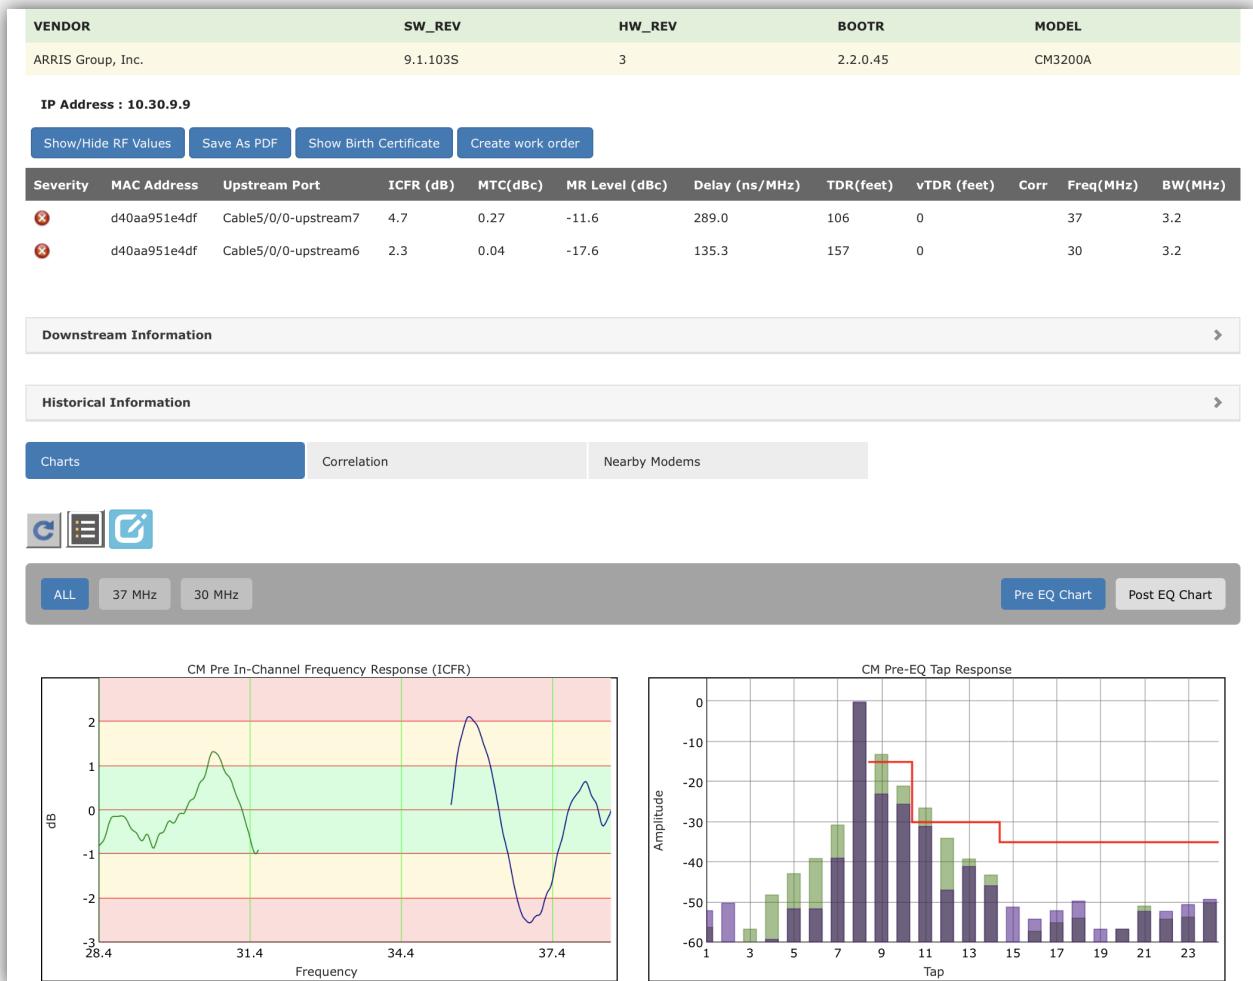 VENDOR SW_REV HW_REV BOOTR MODEL
ARRIS Group, Inc. 9.1.103S 3 2.2.0.45 CM3200A
IP Address : 10.30.9.9
Show/Hide RF Values Save As PDF Show Birth Certificate Create work order
Severity MAC Address Upstream Port ICFR (dB) MTC(dBc) MR Level (dBc) Delay (ns/MHz) TDR(feet) vTDR (feet) Corr Freq(MHz) BW(MHz)
d40aa951e4df Cable5/0/0-upstream7 4.7 0.27 -11.6 289.0 106 0 37 3.2
d40aa951e4df Cable5/0/0-upstream6 2.3 0.04 -17.6 135.3 157 0 30 3.2
Downstream Information
Historical Information
Charts Correlation Nearby Modems
ALL 37 MHz 30 MHz Pre EQ Chart Post EQ Chart
CM Pre In-Channel Frequency Response (ICFR)
2
1
0
-1
-2
-3
dB
28.4 31.4 34.4 37.4
Frequency
CM Pre-EQ Tap Response
0
-10
-20
-30
-40
-50
-60
Amplitude
1 3 5 7 9 11 13 15 17 19 21 23
Tap